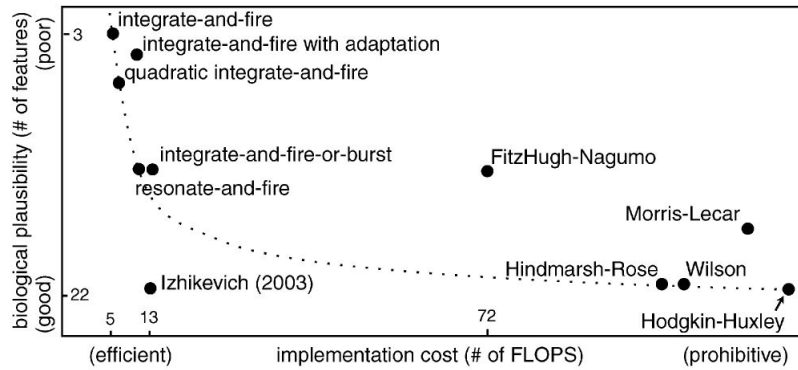 biological plausibility (# of features)
(poor)
(good)
3
22
integrate-and-fire
integrate-and-fire with adaptation
quadratic integrate-and-fire
integrate-and-fire-or-burst
resonate-and-fire
FitzHugh-Nagumo
Morris-Lecar
Hindmarsh-Rose
Wilson
Izhikevich (2003)
Hodgkin-Huxley
5
13
72
(efficient)
implementation cost (# of FLOPS)
(prohibitive)